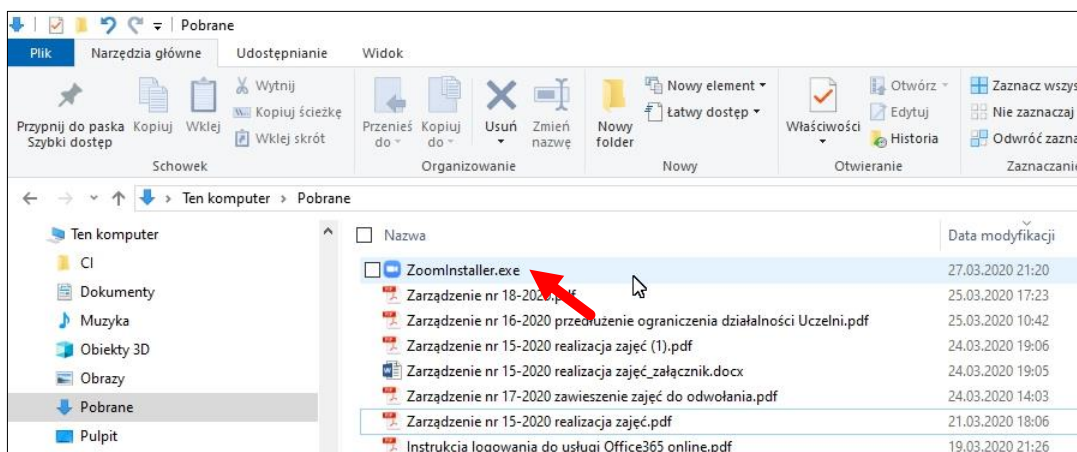 Pobrane
Plik Narzędzia główne Udostępnianie Widok
Przypnij do paska Szybki dostęp
Kopiuj
Wklej
Wytnij
Kopiuj ścieżkę
Wklej skrót
Schowek
Przenieś do
Kopiuj do
Usuń
Zmień nazwę
Organizowanie
Nowy folder
Nowy element
Łatwy dostęp
Nowy
Właściwości
Otwórz
Edytuj
Historia
Otwieranie
Zaznacz wszys
Nie zaznaczaj
Odwróć zazna
Zaznaczani
Ten komputer > Pobrane
Ten komputer
CI
Dokumenty
Muzyka
Obiekty 3D
Obrazy
Pobrane
Pulpit
Nazwa Data modyfikacji
ZoomInstaller.exe 27.03.2020 21:20
Zarządzenie nr 18-2020.pdf 25.03.2020 17:23
Zarządzenie nr 16-2020 przedłużenie ograniczenia działalności Uczelni.pdf 25.03.2020 10:42
Zarządzenie nr 15-2020 realizacja zajęć (1).pdf 24.03.2020 19:06
Zarządzenie nr 15-2020 realizacja zajęć_załącznik.docx 24.03.2020 19:05
Zarządzenie nr 17-2020 zawieszenie zajęć do odwołania.pdf 24.03.2020 14:03
Zarządzenie nr 15-2020 realizacja zajęć.pdf 21.03.2020 18:06
Instrukcja logowania do usługi Office365 online.pdf 19.03.2020 21:26